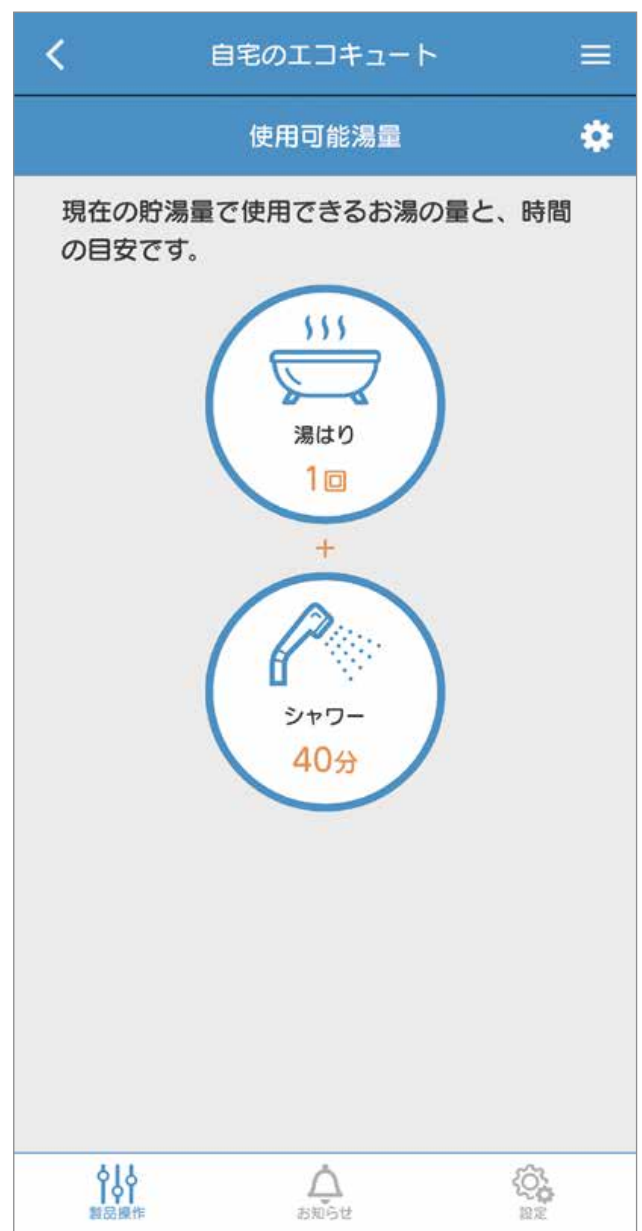 自宅のエコキュート
使用可能湯量
現在の貯湯量で使用できるお湯の量と、時間
の目安です。
湯はり
1回
+
シャワー
40分
製品操作
お知らせ
設定